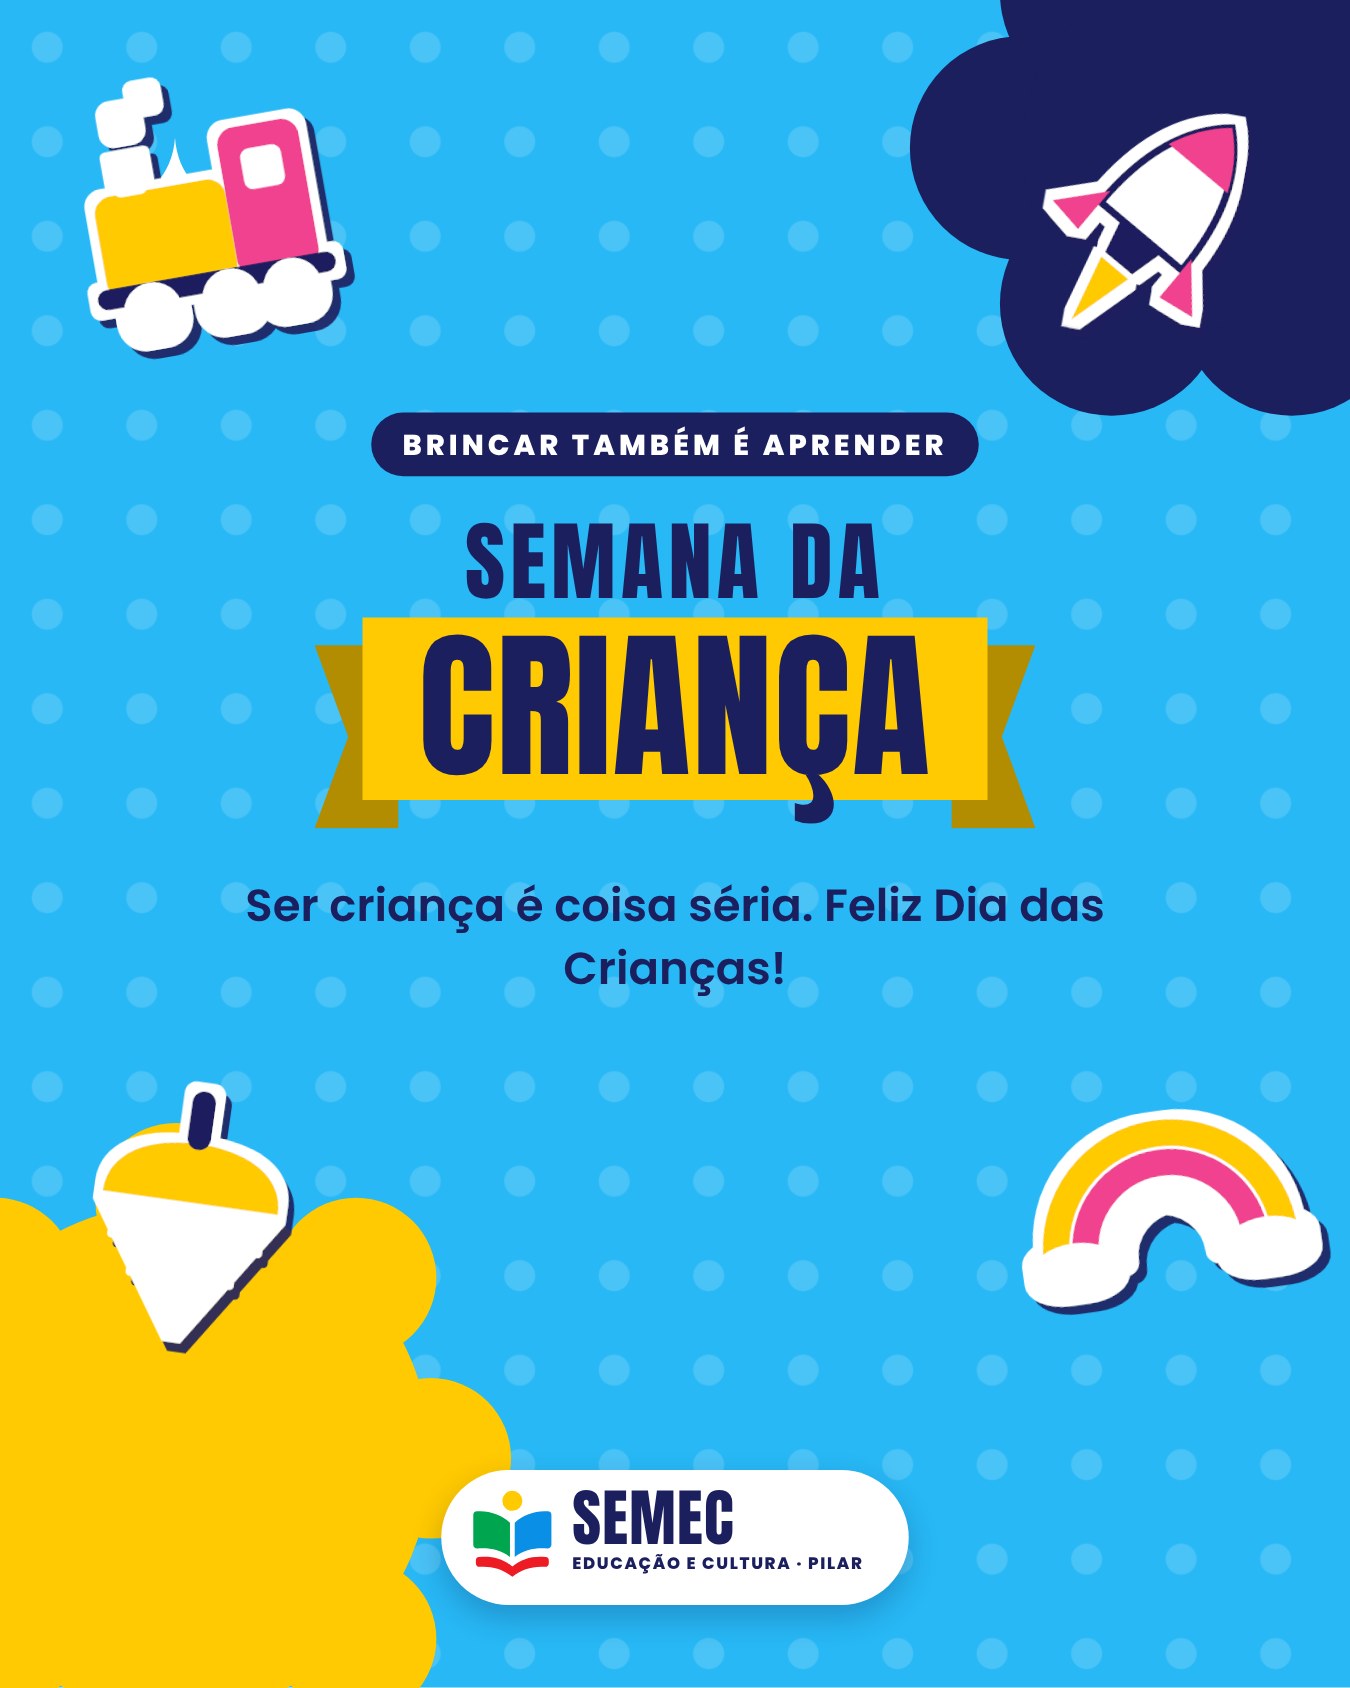 BRINCAR TAMBÉM É APRENDER
SEMANA DA
CRIANÇA
Ser criança é coisa séria. Feliz Dia das
Crianças!
SEMEC
EDUCAÇÃO E CULTURA · PILAR